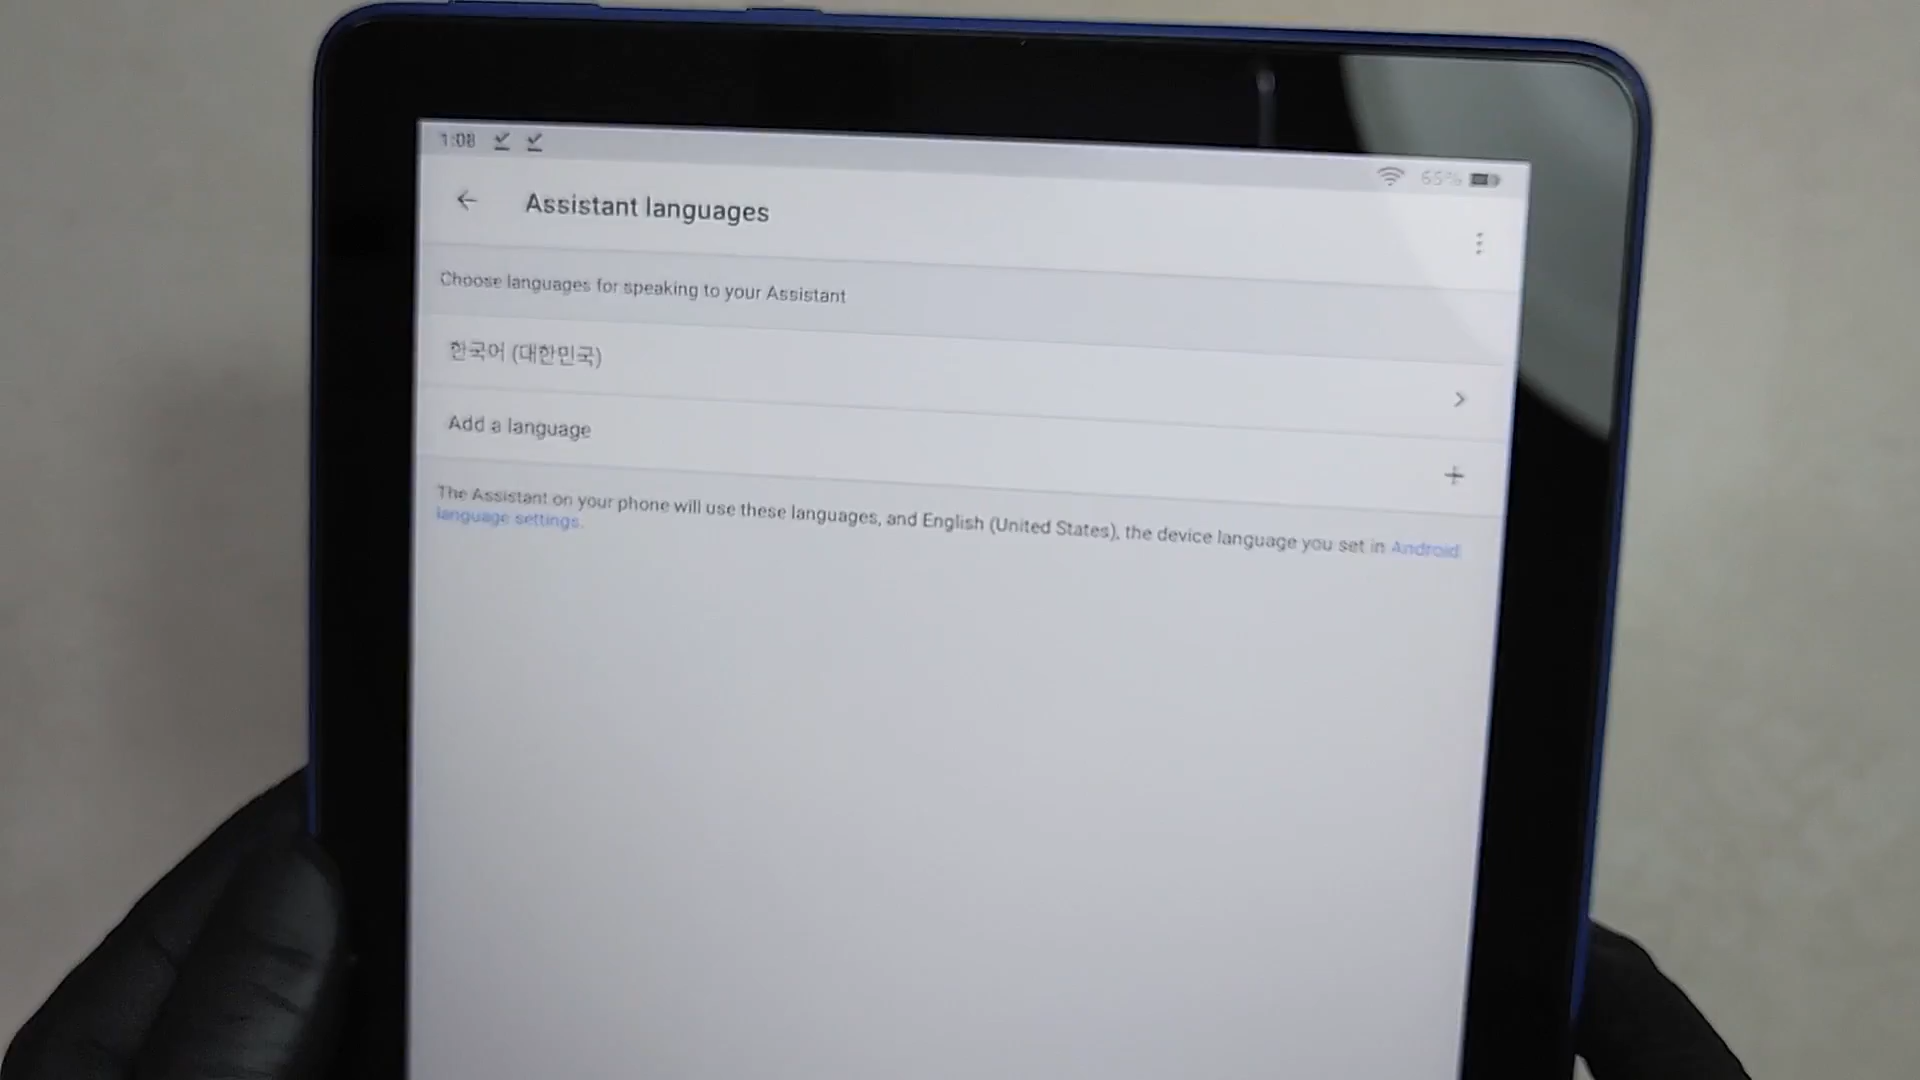 1:08
65%
Assistant languages
Choose languages for speaking to your Assistant
한국어 (대한민국)
Add a language
The Assistant on your phone will use these languages, and English (United States), the device language you set in Android
language settings.